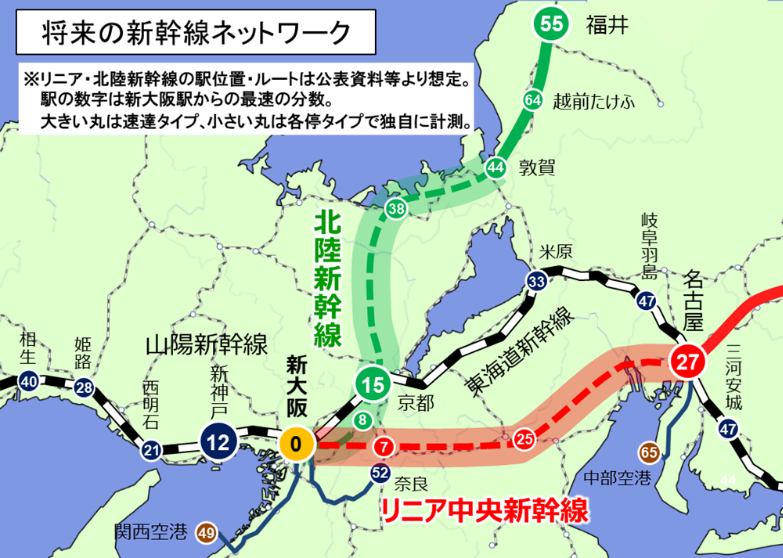 将来の新幹線ネットワーク
※リニア・北陸新幹線の駅位置・ルートは公表資料等より想定。
駅の数字は新大阪駅からの最速の分数。
大きい丸は速達タイプ、小さい丸は各停タイプで独自に計測。
55 福井
64 越前たけふ
44 敦賀
38
北陸新幹線
米原
33
岐阜羽島
47
名古屋
27
東海道新幹線
三河安城
47
44
相生
40
姫路
28
西明石
21
山陽新幹線
新神戸
12
新大阪
0
15
京都
8
7
25
52 奈良
リニア中央新幹線
65
中部空港
関西空港 49